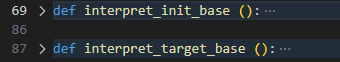 69 > def interpret_init_base ():···
86
87 > def interpret_target_base ():···